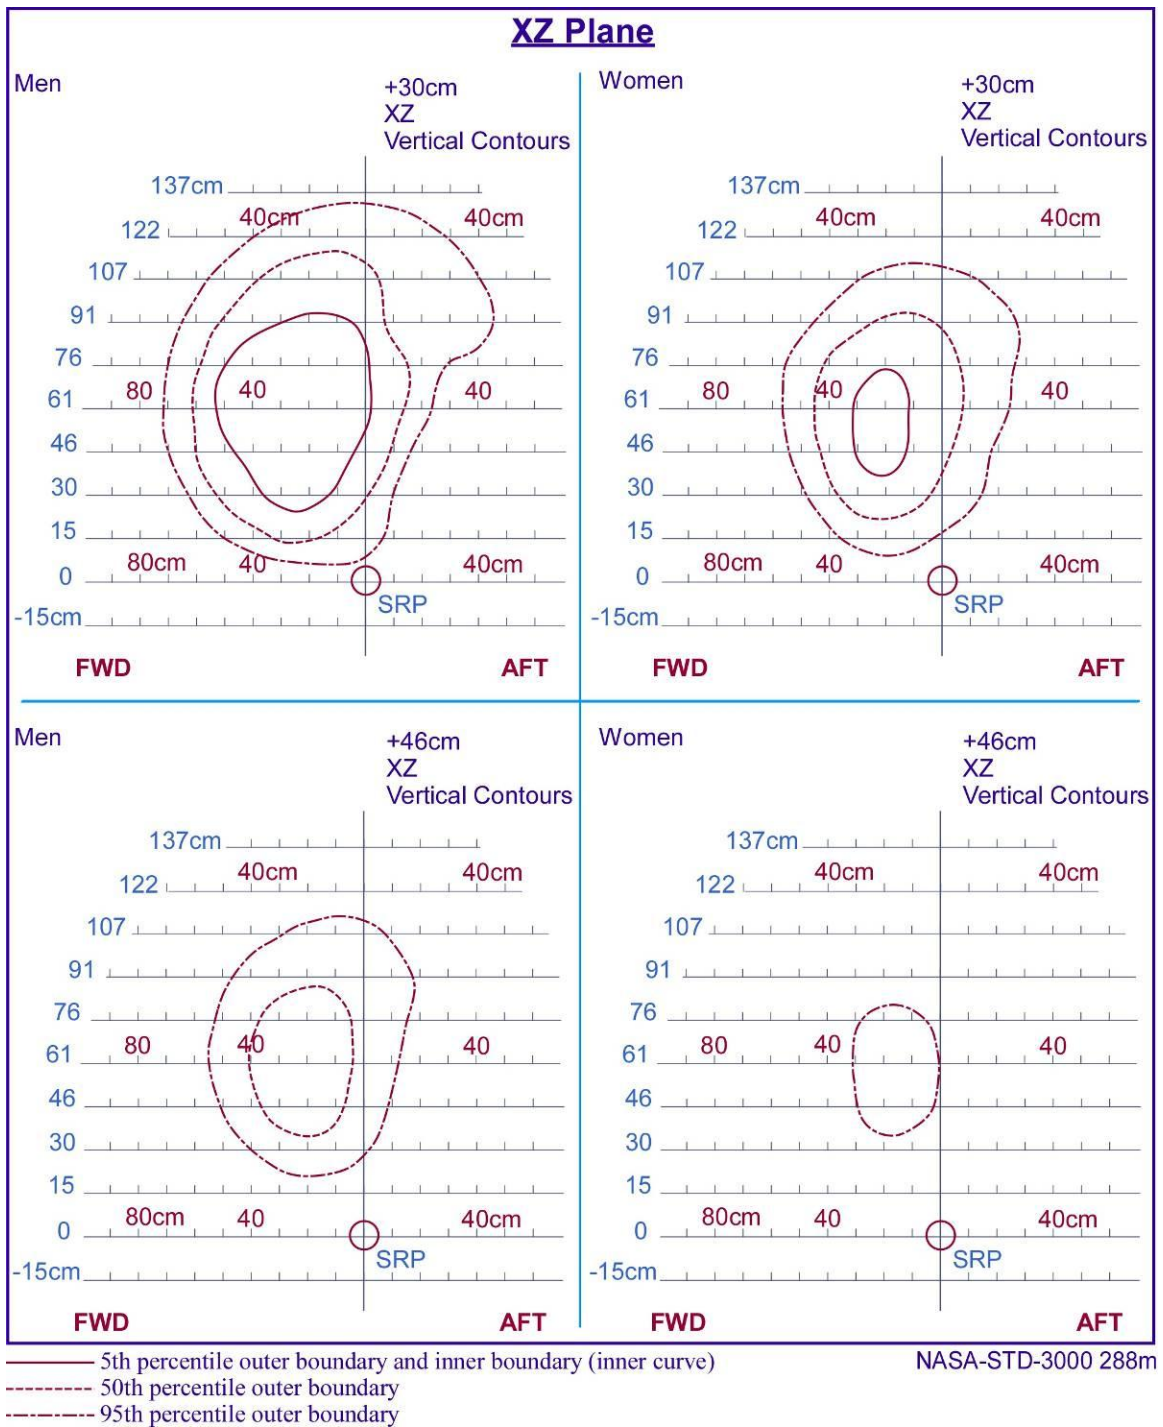 XZ Plane
Men
+30cm
XZ
Vertical Contours
137cm
40cm 40cm
122
107
91
76
80 40 40
61
46
30
15
80cm 40 40cm
0
SRP
-15cm
FWD AFT
Women
+30cm
XZ
Vertical Contours
137cm
40cm 40cm
122
107
91
76
80 40 40
61
46
30
15
80cm 40 40cm
0
SRP
-15cm
FWD AFT
Men
+46cm
XZ
Vertical Contours
137cm
40cm 40cm
122
107
91
76
80 40 40
61
46
30
15
80cm 40 40cm
0
SRP
-15cm
FWD AFT
Women
+46cm
XZ
Vertical Contours
137cm
40cm 40cm
122
107
91
76
80 40 40
61
46
30
15
80cm 40 40cm
0
SRP
-15cm
FWD AFT
5th percentile outer boundary and inner boundary (inner curve)
NASA-STD-3000 288m
50th percentile outer boundary
95th percentile outer boundary